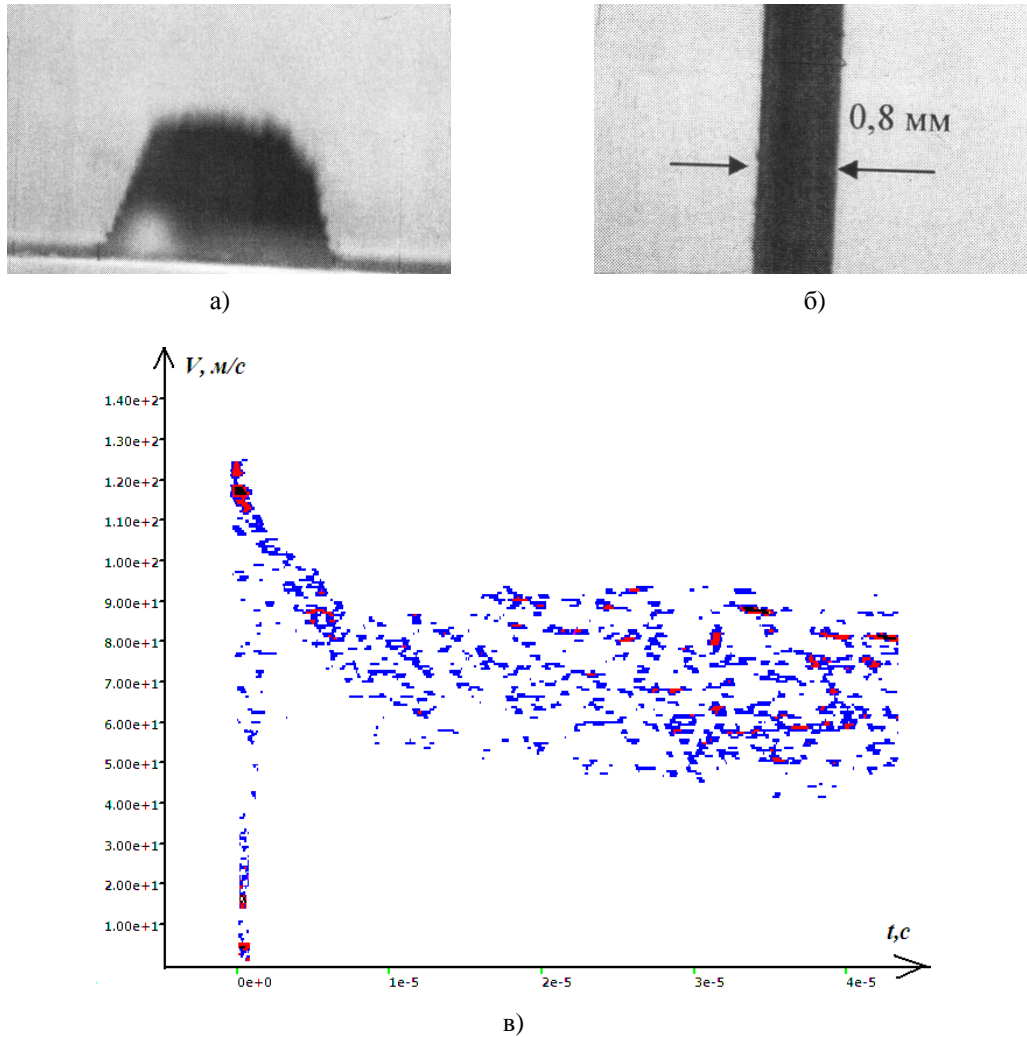 0,8 мм
а)
б)
V, м/с
1.40e+2
1.30e+2
1.20e+2
1.10e+2
1.00e+2
9.00e+1
8.00e+1
7.00e+1
6.00e+1
5.00e+1
4.00e+1
3.00e+1
2.00e+1
1.00e+1
t,с
0e+0 1e-5 2e-5 3e-5 4e-5
в)